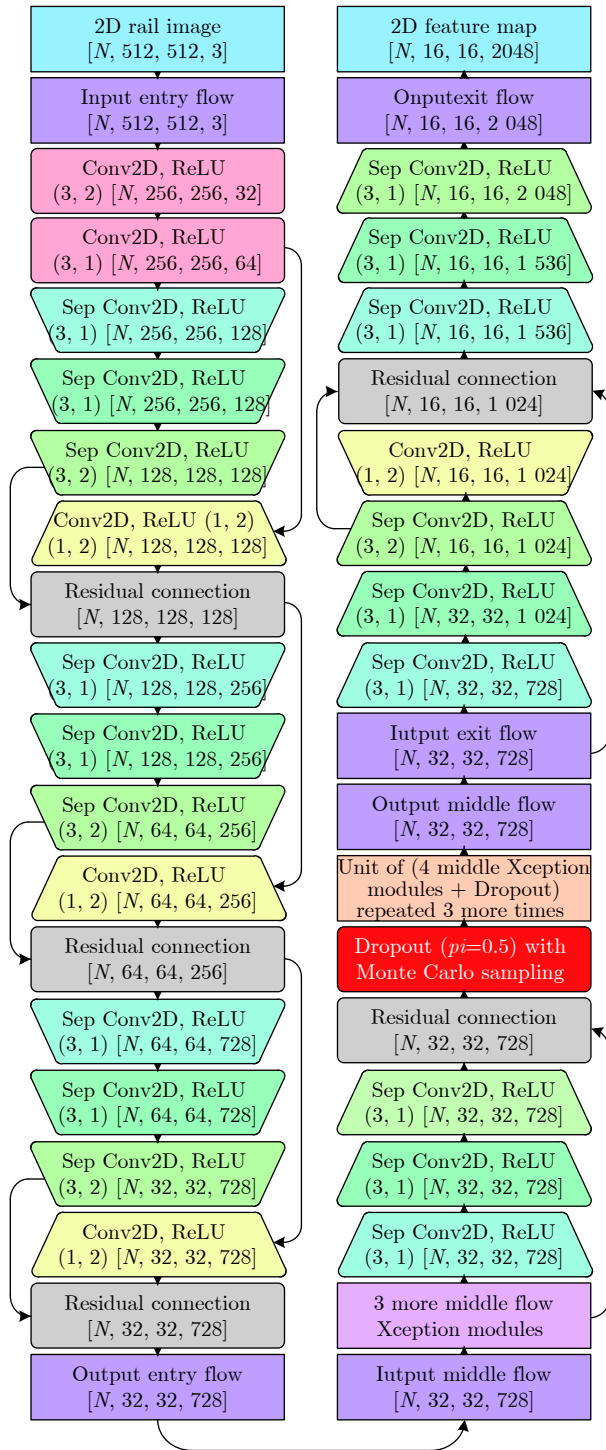 2D rail image
[N, 512, 512, 3]
Input entry flow
[N, 512, 512, 3]
Conv2D, ReLU
(3, 2) [N, 256, 256, 32]
Conv2D, ReLU
(3, 1) [N, 256, 256, 64]
Sep Conv2D, ReLU
(3, 1) [N, 256, 256, 128]
Sep Conv2D, ReLU
(3, 1) [N, 256, 256, 128]
Sep Conv2D, ReLU
(3, 2) [N, 128, 128, 128]
Conv2D, ReLU (1, 2)
(1, 2) [N, 128, 128, 128]
Residual connection
[N, 128, 128, 128]
Sep Conv2D, ReLU
(3, 1) [N, 128, 128, 256]
Sep Conv2D, ReLU
(3, 1) [N, 128, 128, 256]
Sep Conv2D, ReLU
(3, 2) [N, 64, 64, 256]
Conv2D, ReLU
(1, 2) [N, 64, 64, 256]
Residual connection
[N, 64, 64, 256]
Sep Conv2D, ReLU
(3, 1) [N, 64, 64, 728]
Sep Conv2D, ReLU
(3, 1) [N, 64, 64, 728]
Sep Conv2D, ReLU
(3, 2) [N, 32, 32, 728]
Conv2D, ReLU
(1, 2) [N, 32, 32, 728]
Residual connection
[N, 32, 32, 728]
Output entry flow
[N, 32, 32, 728]
2D feature map
[N, 16, 16, 2048]
Onputexit flow
[N, 16, 16, 2 048]
Sep Conv2D, ReLU
(3, 1) [N, 16, 16, 2 048]
Sep Conv2D, ReLU
(3, 1) [N, 16, 16, 1 536]
Sep Conv2D, ReLU
(3, 1) [N, 16, 16, 1 536]
Residual connection
[N, 16, 16, 1 024]
Conv2D, ReLU
(1, 2) [N, 16, 16, 1 024]
Sep Conv2D, ReLU
(3, 2) [N, 16, 16, 1 024]
Sep Conv2D, ReLU
(3, 1) [N, 32, 32, 1 024]
Sep Conv2D, ReLU
(3, 1) [N, 32, 32, 728]
Iutput exit flow
[N, 32, 32, 728]
Output middle flow
[N, 32, 32, 728]
Unit of (4 middle Xception
modules + Dropout)
repeated 3 more times
Dropout (pi=0.5) with
Monte Carlo sampling
Residual connection
[N, 32, 32, 728]
Sep Conv2D, ReLU
(3, 1) [N, 32, 32, 728]
Sep Conv2D, ReLU
(3, 1) [N, 32, 32, 728]
Sep Conv2D, ReLU
(3, 1) [N, 32, 32, 728]
3 more middle flow
Xception modules
Iutput middle flow
[N, 32, 32, 728]